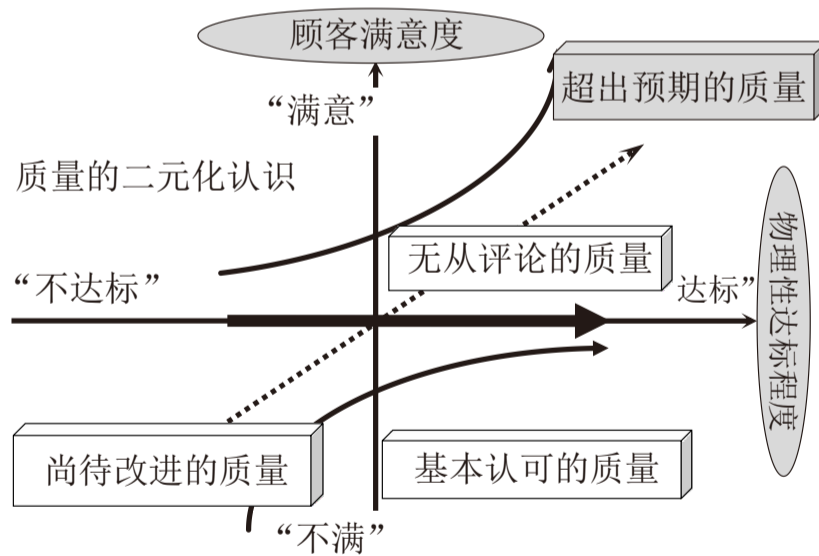 顾客满意度
“满意”
超出预期的质量
质量的二元化认识
无从评论的质量
“不达标”
达标”
物理性达标程度
尚待改进的质量
基本认可的质量
“不满”